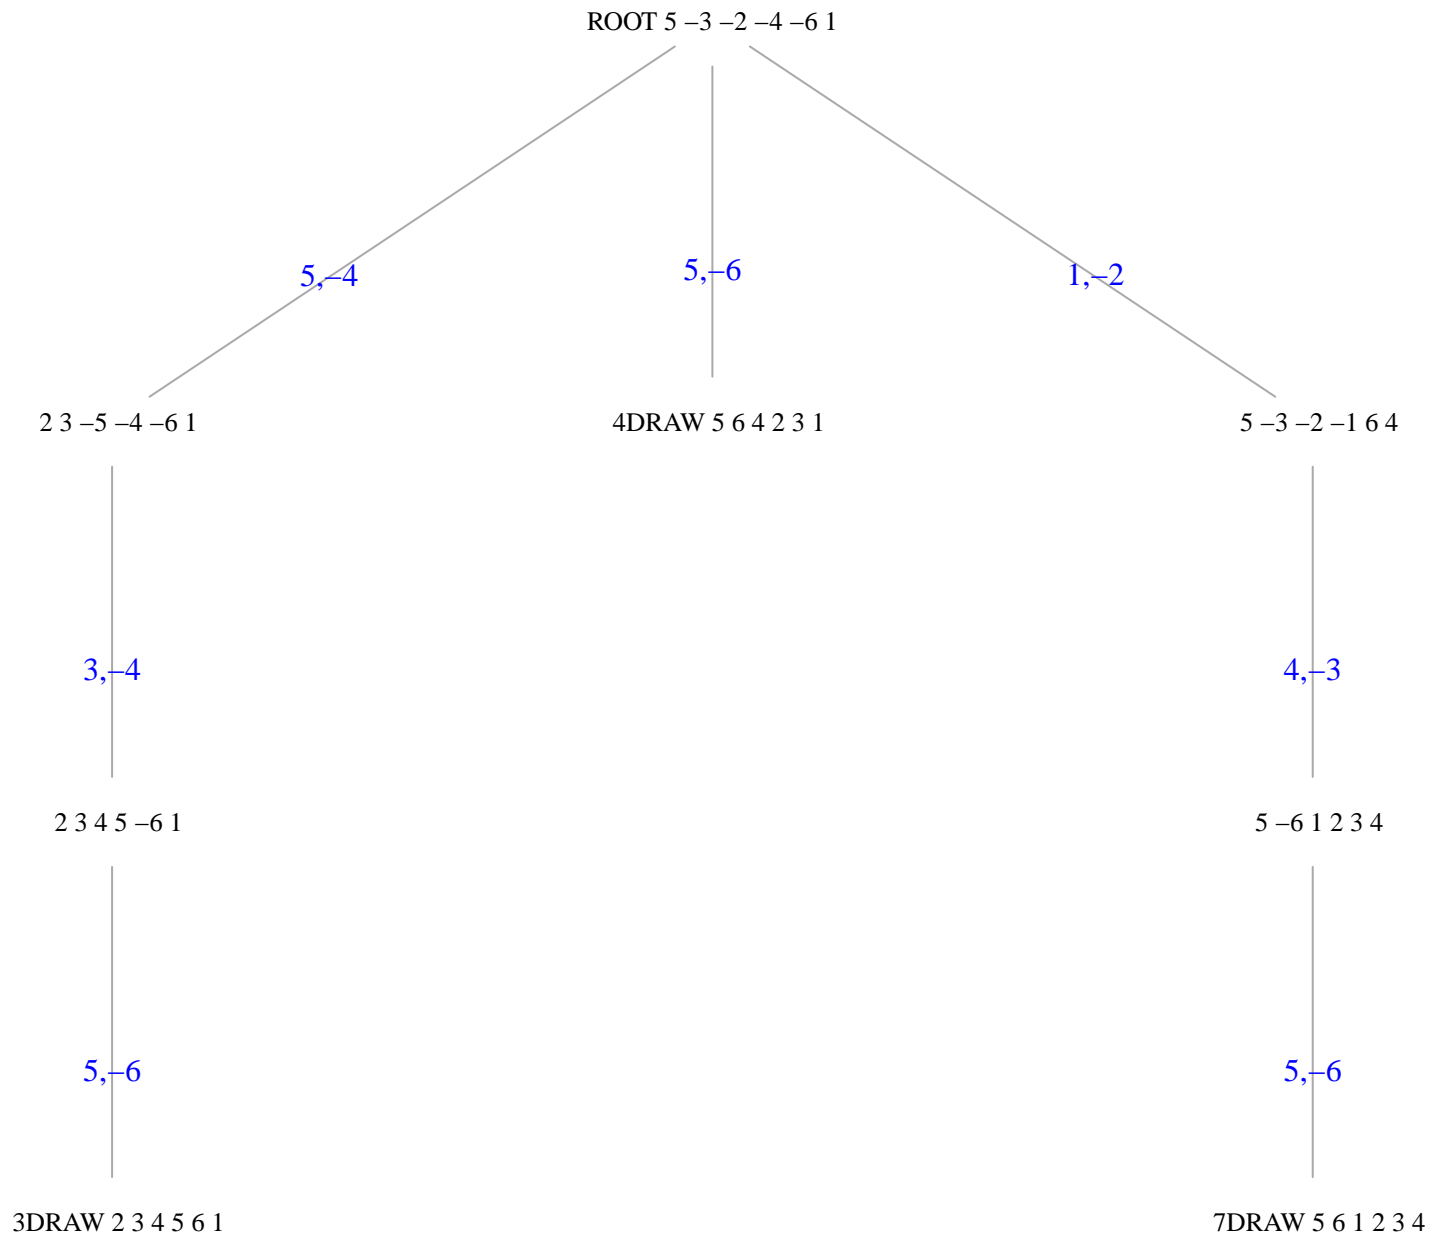 ROOT 5 –3 –2 –4 –6 1
5,–4
5,–6
1,–2
2 3 –5 –4 –6 1
4DRAW 5 6 4 2 3 1
5 –3 –2 –1 6 4
3,–4
4,–3
2 3 4 5 –6 1
5 –6 1 2 3 4
5,–6
5,–6
3DRAW 2 3 4 5 6 1
7DRAW 5 6 1 2 3 4